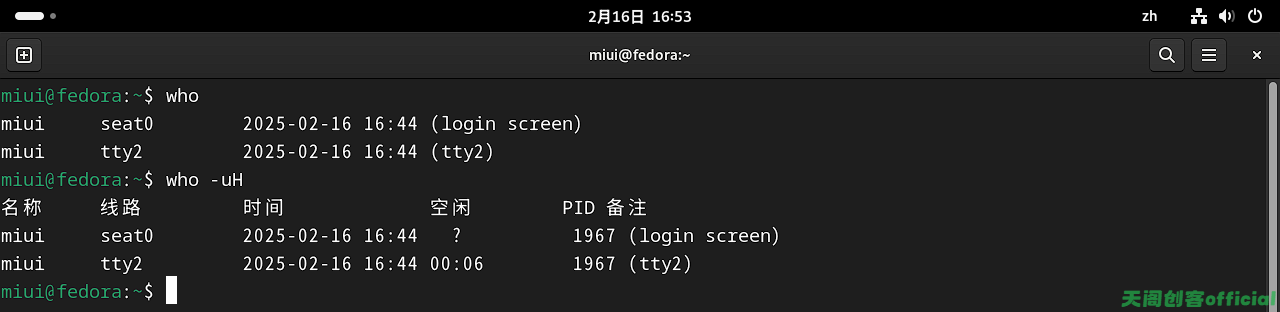 2月16日 16:53
zh
miui@fedora:~
miui@fedora:~$ who
miui seat0 2025-02-16 16:44 (login screen)
miui tty2 2025-02-16 16:44 (tty2)
miui@fedora:~$ who -uH
名称 线路 时间 空闲 PID 备注
miui seat0 2025-02-16 16:44 ? 1967 (login screen)
miui tty2 2025-02-16 16:44 00:06 1967 (tty2)
miui@fedora:~$
天阁创客official